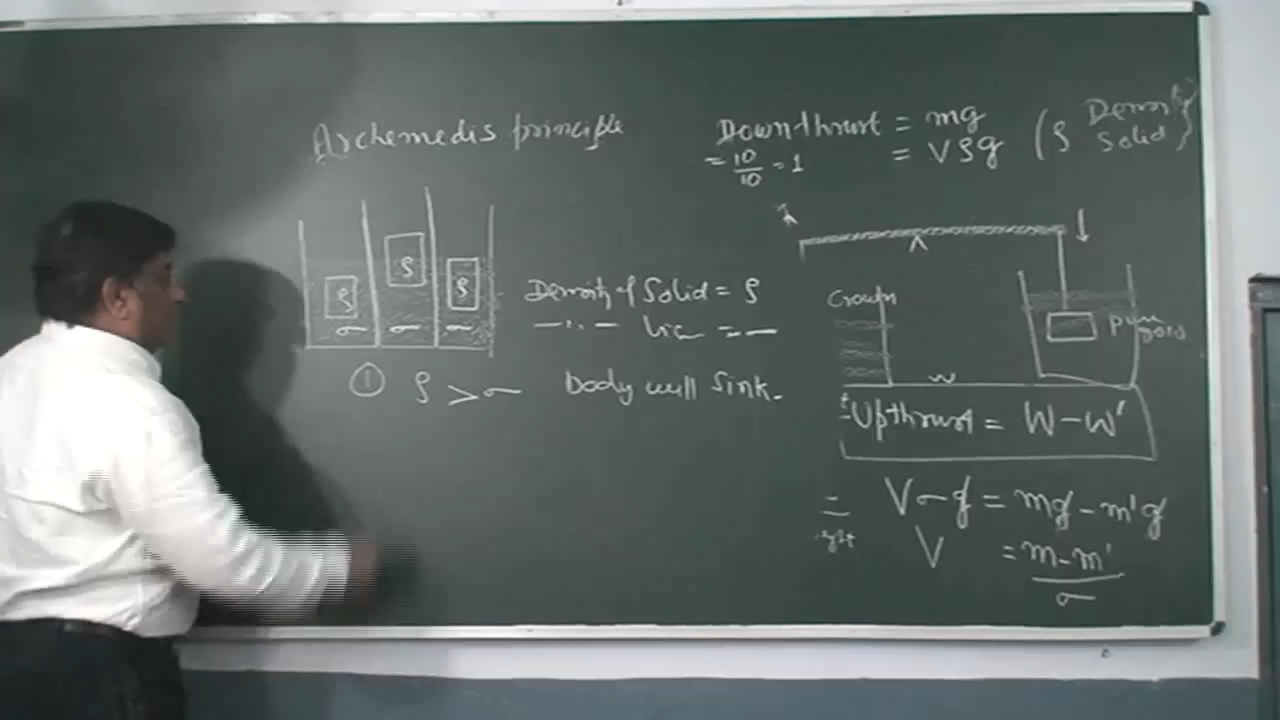 Archemedis principle
Downthrust = mg
= 10/10 = 1 = Vρg (ρ Density Solid)
ρ ρ ρ
σ σ σ
Density of Solid = ρ
—〃— Liq = σ
① ρ > σ body will Sink.
Crown
pure gold
w
Upthrust = W - W'
= Vσg = mg - m'g
V = m - m' / σ